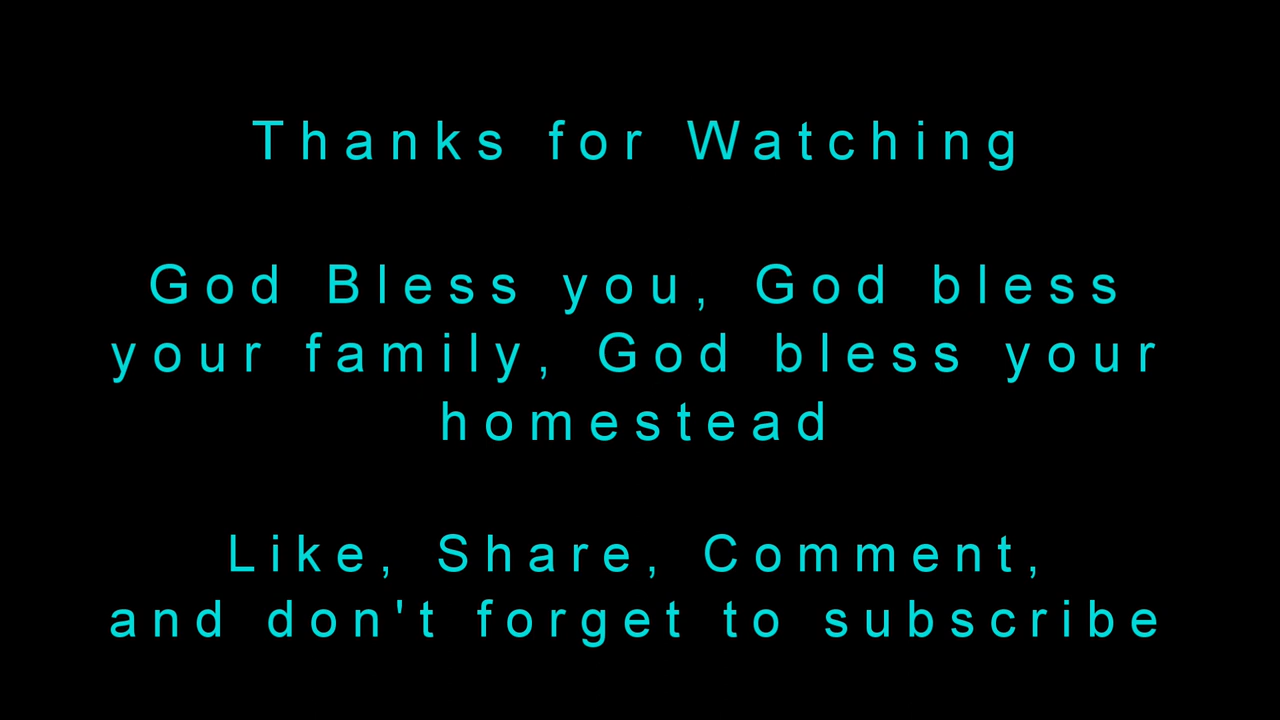 Thanks for Watching
God Bless you, God bless
your family, God bless your
homestead
Like, Share, Comment,
and don't forget to subscribe